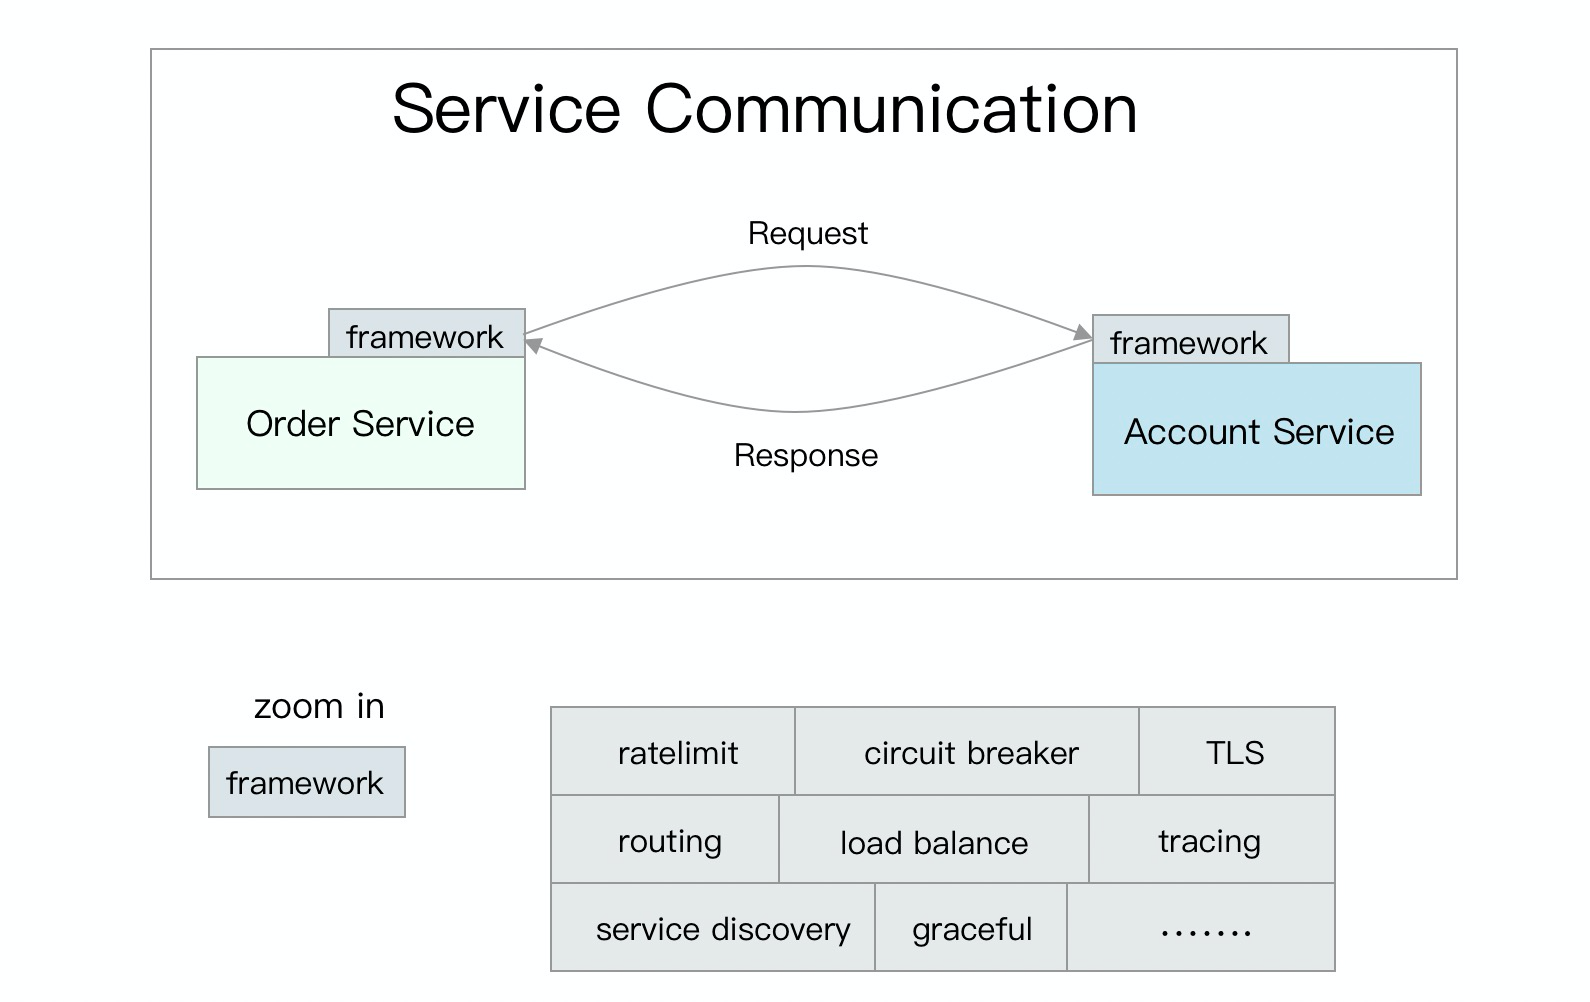 Service Communication
Request
framework
framework
Order Service
Account Service
Response
zoom in
framework
ratelimit
circuit breaker
TLS
routing
load balance
tracing
service discovery
graceful
.......